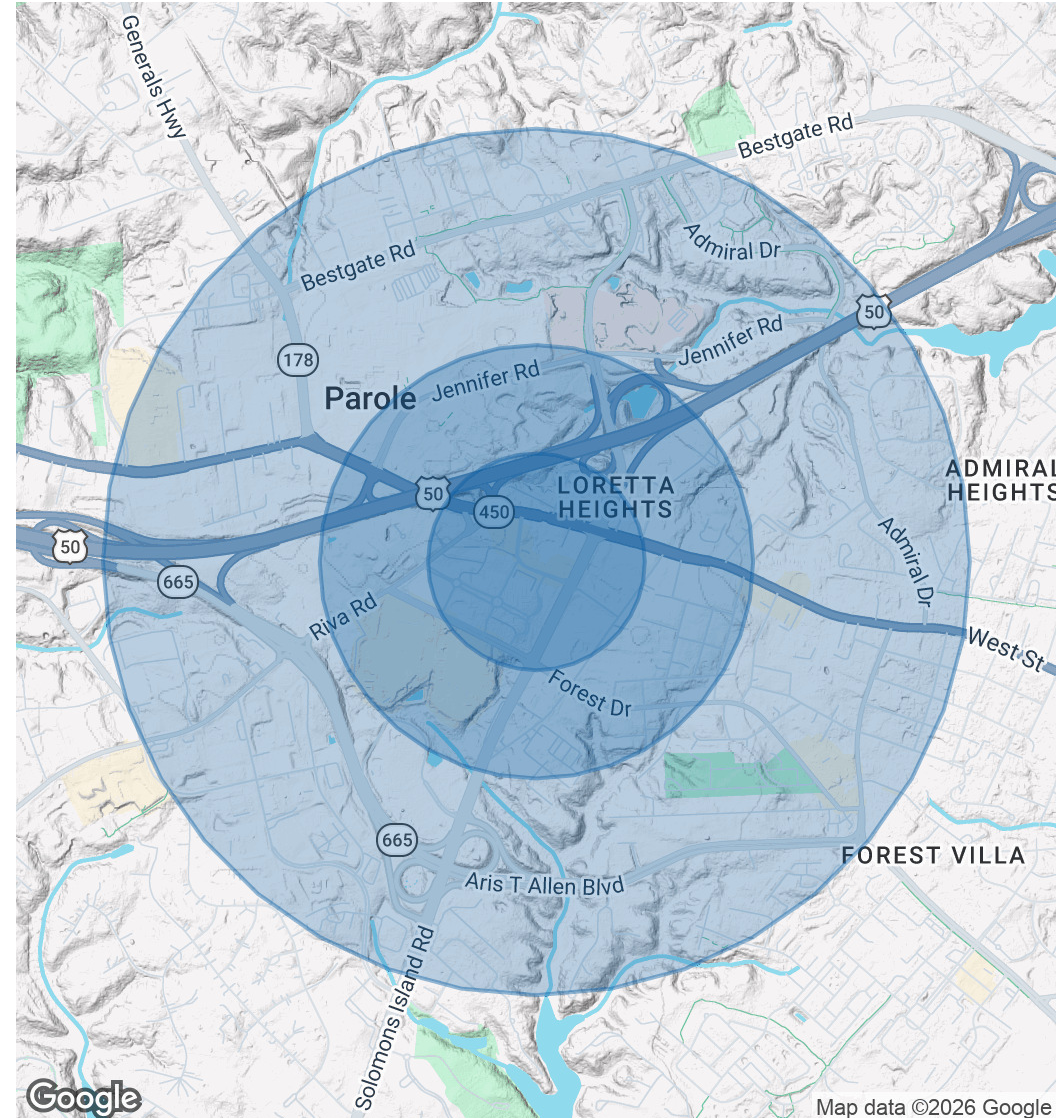 Generals Hwy
Bestgate Rd
Admiral Dr
Bestgate Rd
50
178
Jennifer Rd
Jennifer Rd
Parole
ADMIRAL
HEIGHTS
LORETTA
HEIGHTS
50
450
50
Admiral Dr
665
Riva Rd
West St
Forest Dr
665
FOREST VILLA
Aris T Allen Blvd
Solomons Island Rd
Google
Map data ©2026 Google